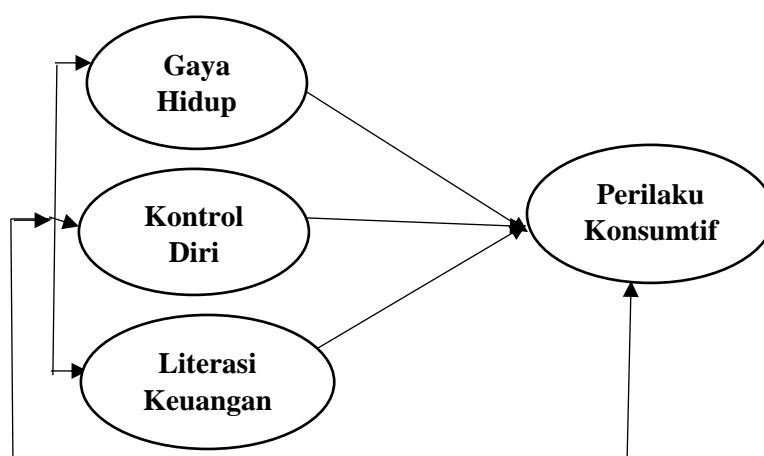 Gaya
Hidup
Kontrol
Diri
Literasi
Keuangan
Perilaku
Konsumtif